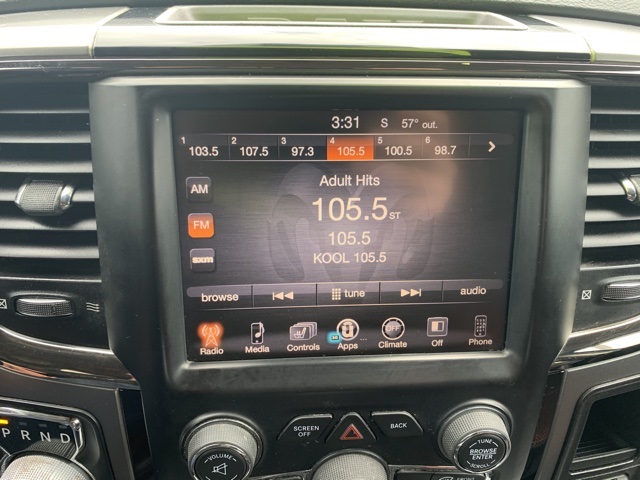 3:31 S 57° out.
1 103.5 2 107.5 3 97.3 4 105.5 5 100.5 6 98.7
Adult Hits
AM
105.5 ST
FM
105.5
KOOL 105.5
sxm
browse tune audio
Radio Media Controls Apps Climate Off Phone
OFF
SCREEN OFF
BACK
VOLUME
TUNE
BROWSE ENTER
SCROLL
P R N D
FRONT